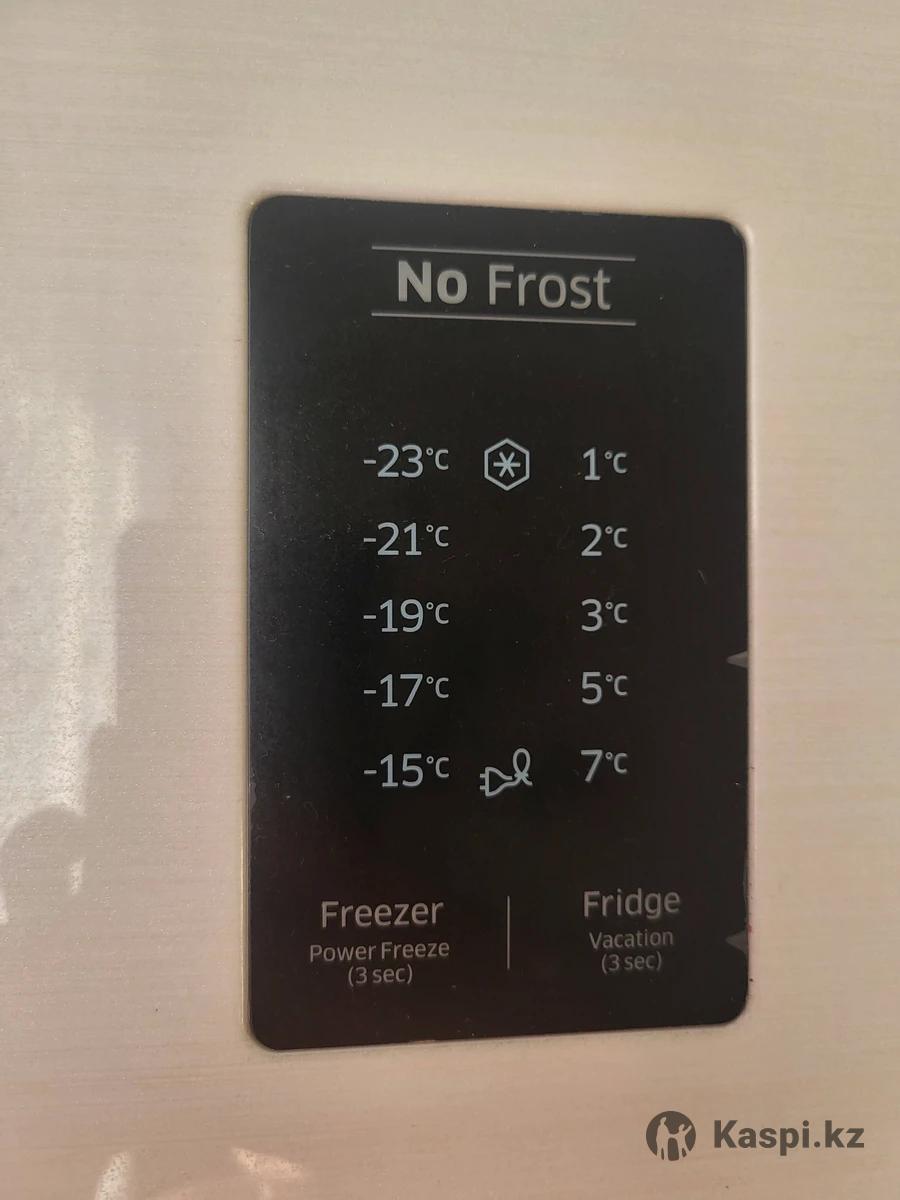 No Frost
-23°C 1°C
-21°C 2°C
-19°C 3°C
-17°C 5°C
-15°C 7°C
Freezer
Power Freeze
(3 sec)
Fridge
Vacation
(3 sec)
Kaspi.kz